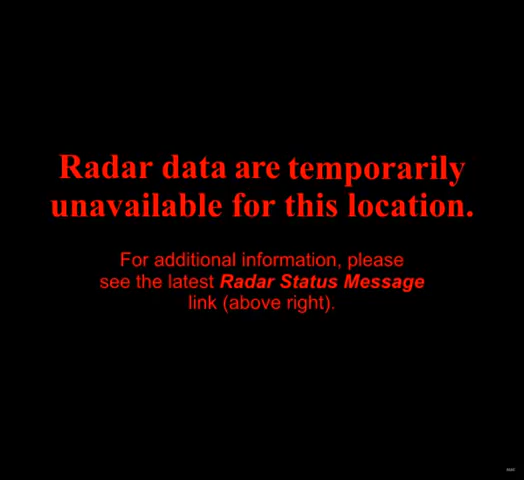 Radar data are temporarily
unavailable for this location.
For additional information, please
see the latest Radar Status Message
link (above right).